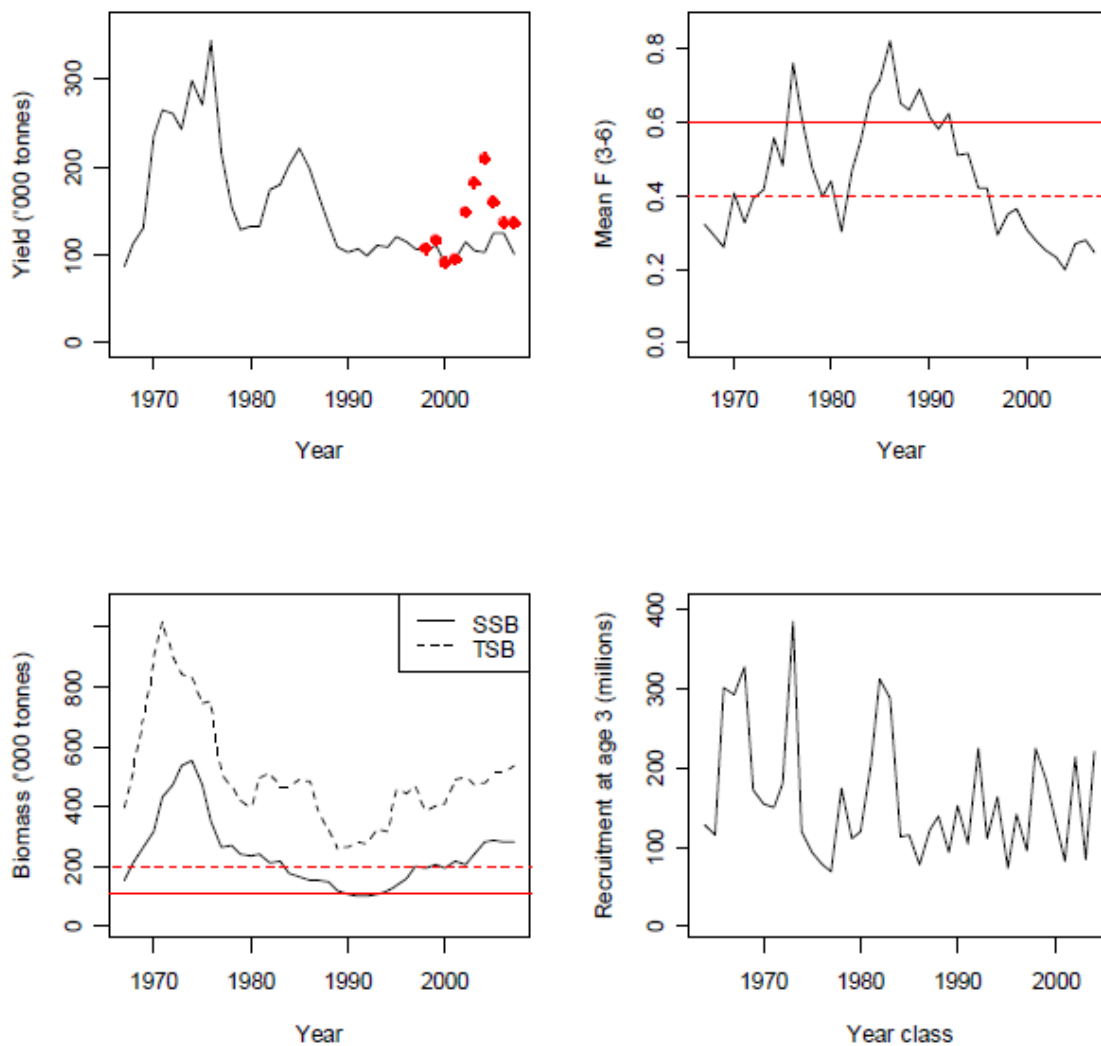 Yield ('000 tonnes)
0 100 200 300
1970 1980 1990 2000
Year
Mean F (3-6)
0.0 0.2 0.4 0.6 0.8
1970 1980 1990 2000
Year
Biomass ('000 tonnes)
0 200 400 600 800
SSB
TSB
1970 1980 1990 2000
Year
Recruitment at age 3 (millions)
0 100 200 300 400
1970 1980 1990 2000
Year class